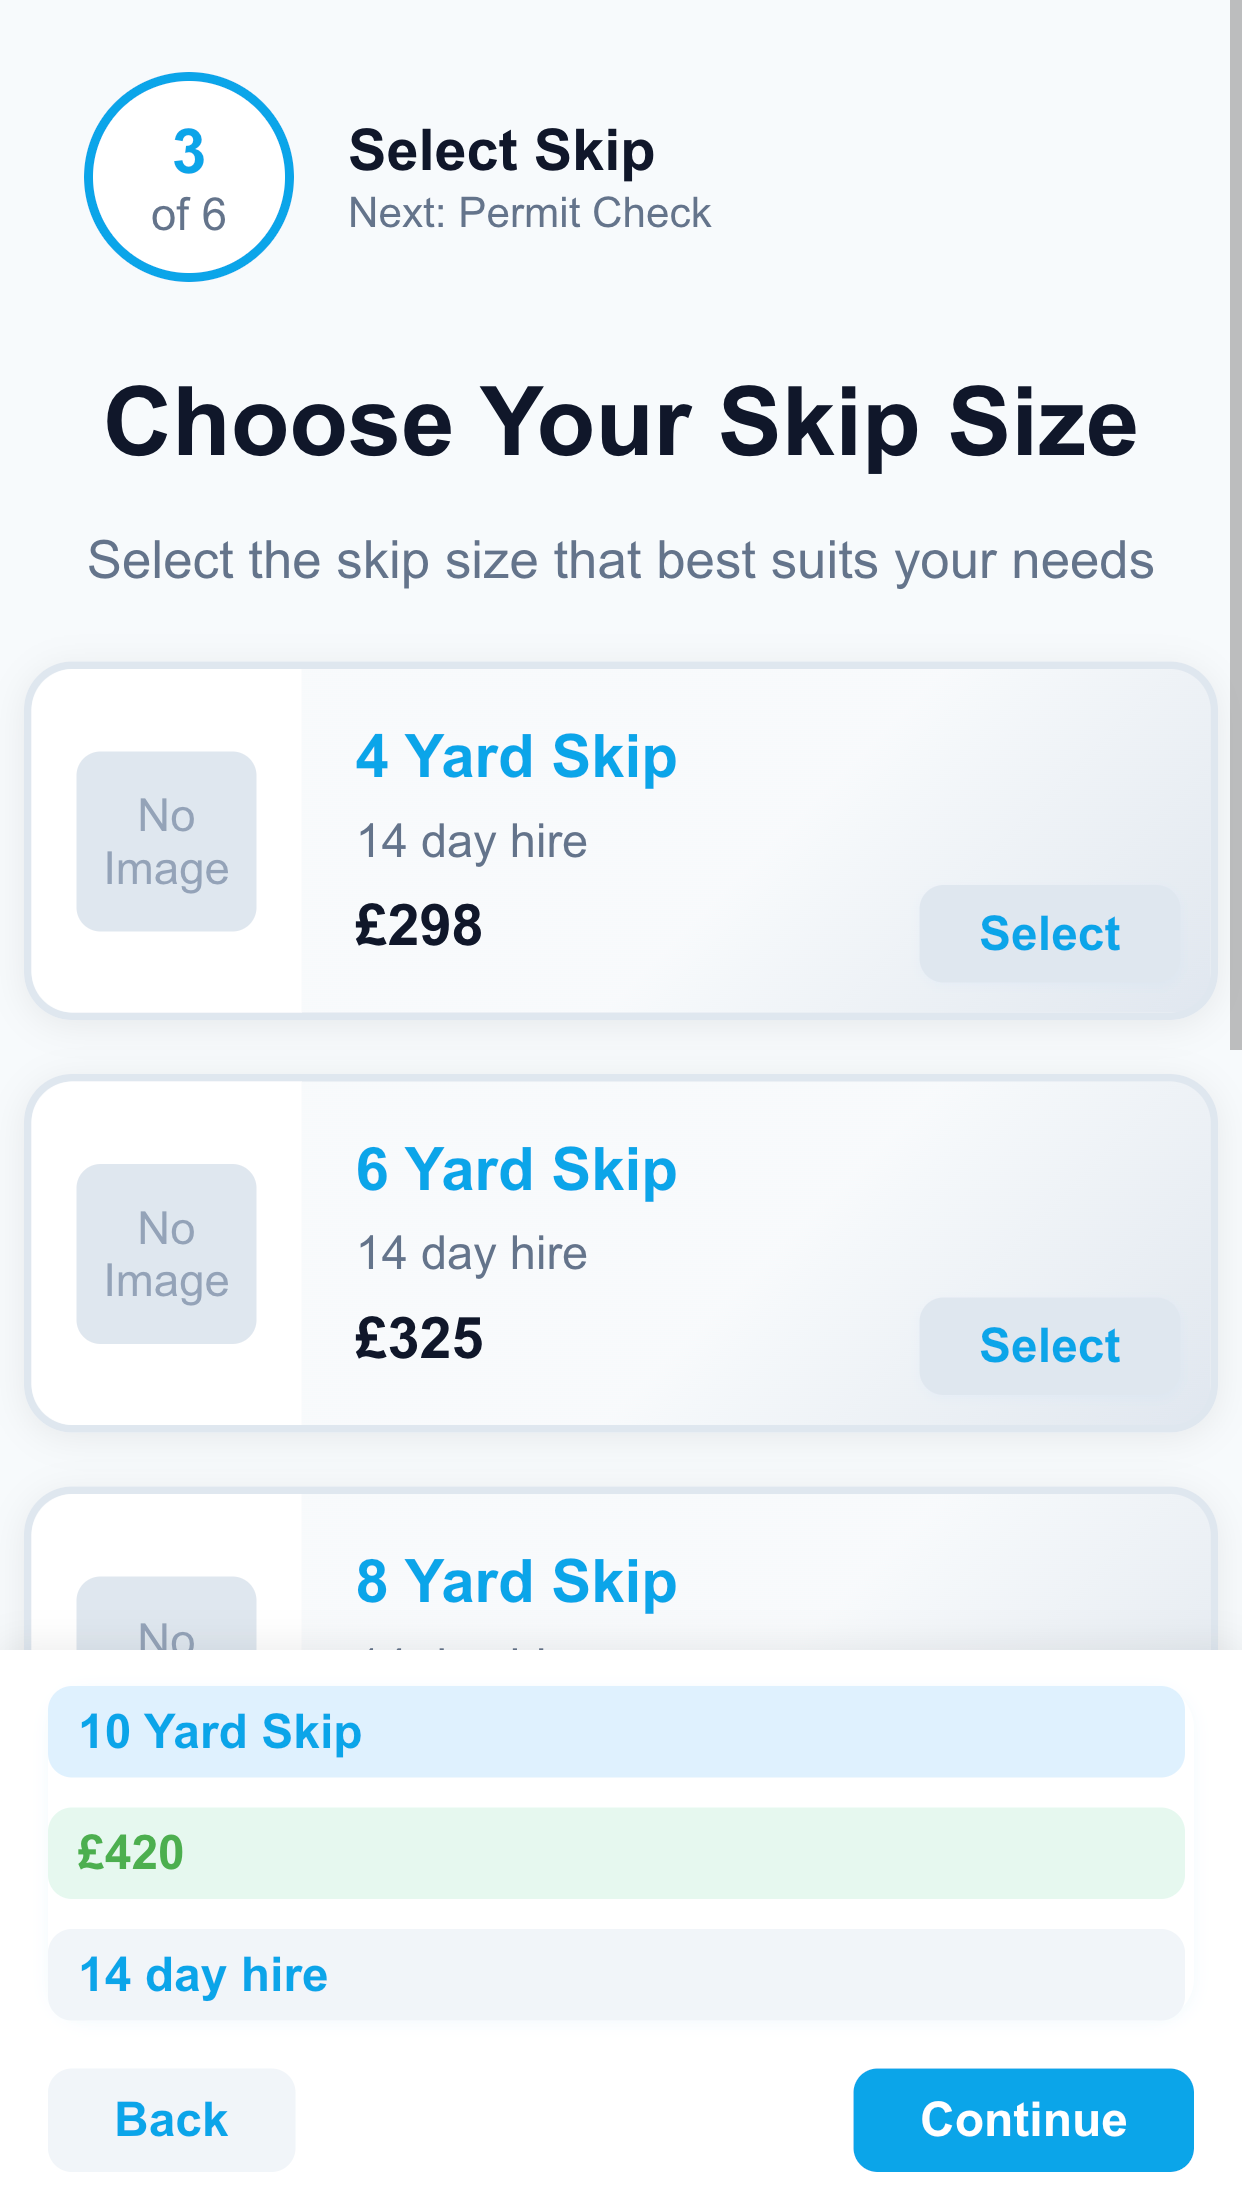 3
of 6
Select Skip
Next: Permit Check
Choose Your Skip Size
Select the skip size that best suits your needs
No
Image
4 Yard Skip
14 day hire
£298
Select
No
Image
6 Yard Skip
14 day hire
£325
Select
No
8 Yard Skip
10 Yard Skip
£420
14 day hire
Back
Continue